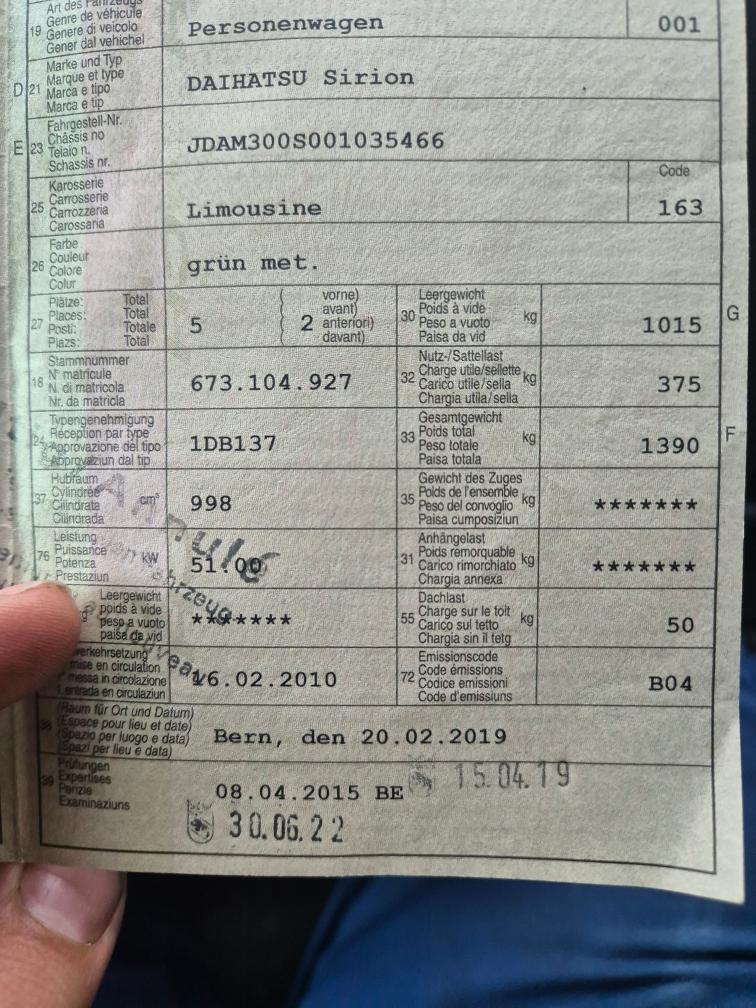 Art des Fahrzeugs
19 Genre de véhicule
Genere di veicolo
Gener dal vehichel
Personenwagen
001
D 21 Marke und Typ
Marque et type
Marca e tipo
Marca e tip
DAIHATSU Sirion
E 23 Fahrgestell-Nr.
Châssis no
Telaio n.
Schassis nr.
JDAM300S001035466
25 Karosserie
Carrosserie
Carrozzeria
Carossaria
Limousine
Code
163
26 Farbe
Couleur
Colore
Colur
grün met.
27 Plätze: Total
Places: Total
Posti: Totale
Plazs: Total
5
( vorne)
avant)
2 anteriori)
( davant)
30 Leergewicht
Poids à vide kg
Peso a vuoto
Paisa da vid
1015
G
18 Stammnummer
N° matricule
N. di matricola
Nr. da matricla
673.104.927
32 Nutz-/Sattellast
Charge utile/sellette kg
Carico utile/sella
Chargia utila/sella
375
24 Typengenehmigung
Réception par type
Approvazione del tipo
Approvaziun dal tip
1DB137
33 Gesamtgewicht
Poids total kg
Peso totale
Paisa totala
1390
F
37 Hubraum
Cylindrée cm³
Cilindrata
Cilindrada
998
35 Gewicht des Zuges
Poids de l'ensemble kg
Peso del convoglio
Paisa cumposiziun
*******
76 Leistung
Puissance kW
Potenza
Prestaziun
51.00
31 Anhängelast
Poids remorquable kg
Carico rimorchiato
Chargia annexa
*******
Leergewicht
poids à vide
peso a vuoto
paisa da vid
*******
55 Dachlast
Charge sur le toit kg
Carico sul tetto
Chargia sin il tetg
50
verkehrsetzung
mise en circulation
messa in circolazione
entrada en circulaziun
16.02.2010
72 Emissionscode
Code émissions
Codice emissioni
Code d'emissiuns
B04
38 (Raum für Ort und Datum)
(Espace pour lieu et date)
(Spazio per luogo e data)
(Spazi per lieu e data)
Bern, den 20.02.2019
39 Prüfungen
Expertises
Perizie
Examinaziuns
08.04.2015 BE
15.04.19
30.06.22
Annulé